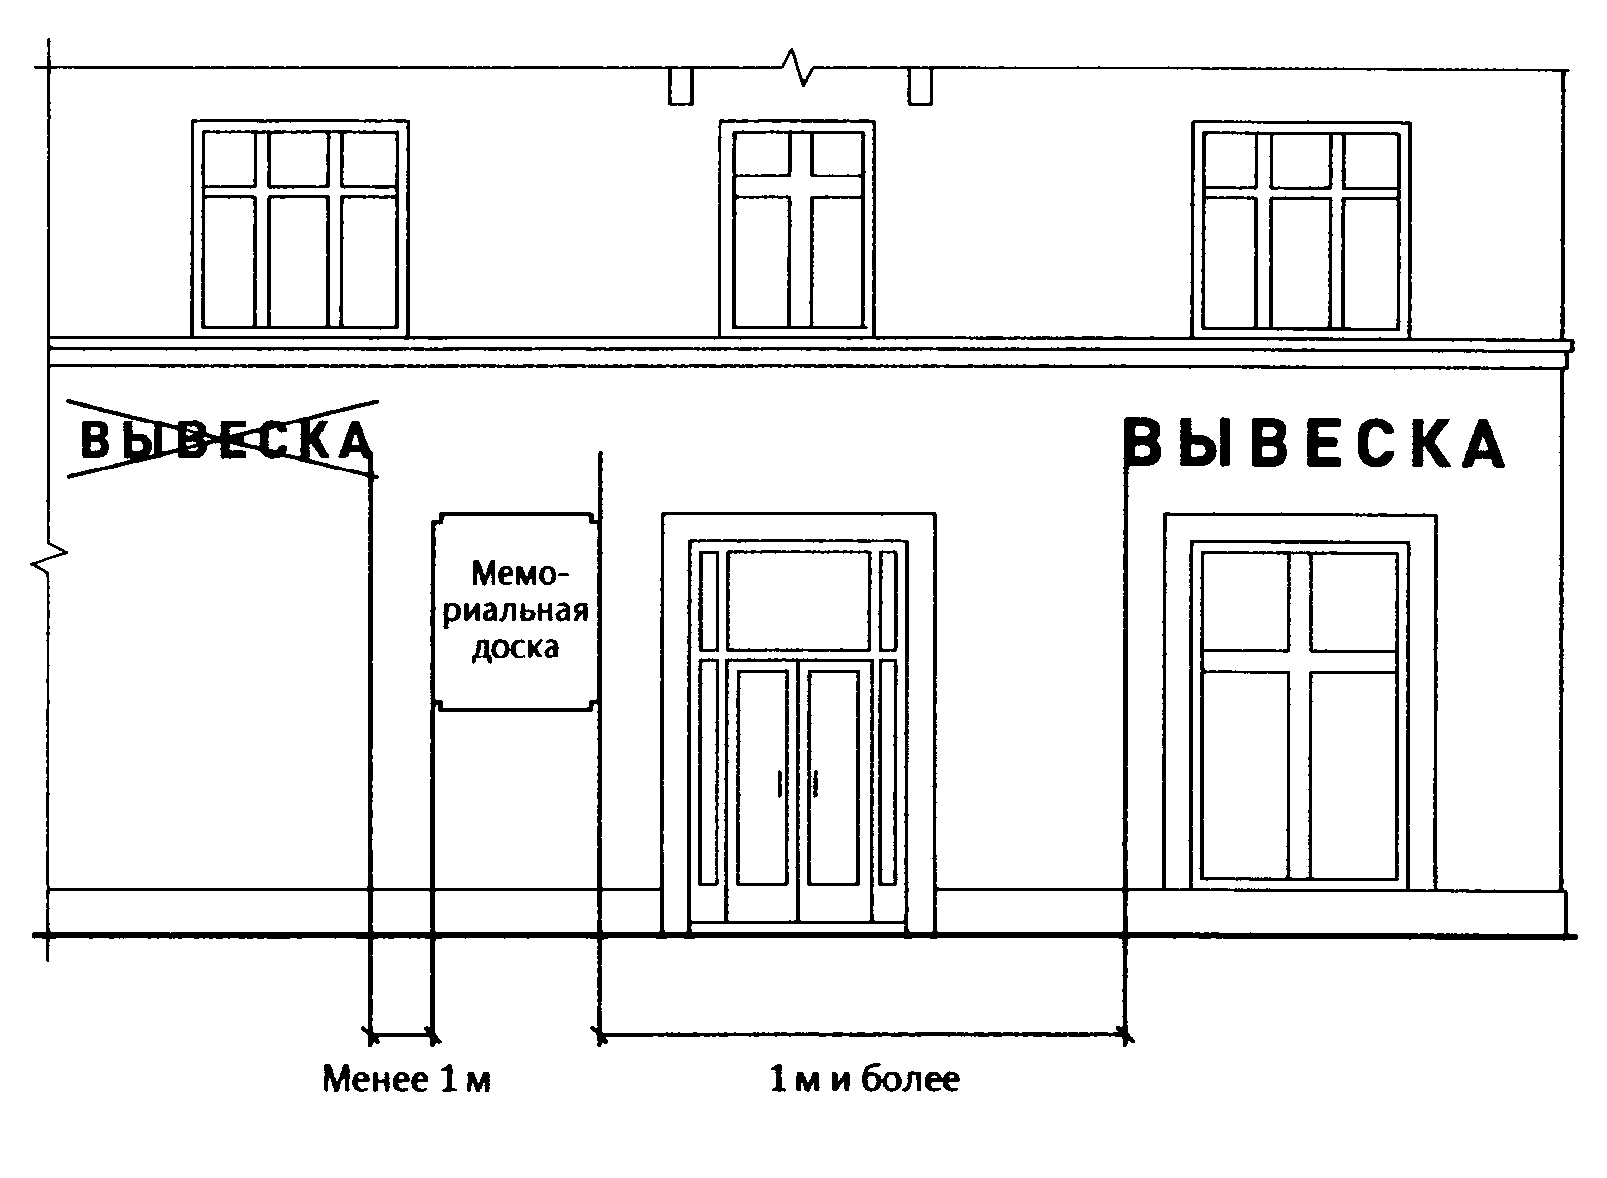 ВЫВЕСКА
ВЫВЕСКА
Мемо-
риальная
доска
Менее 1 м
1 м и более